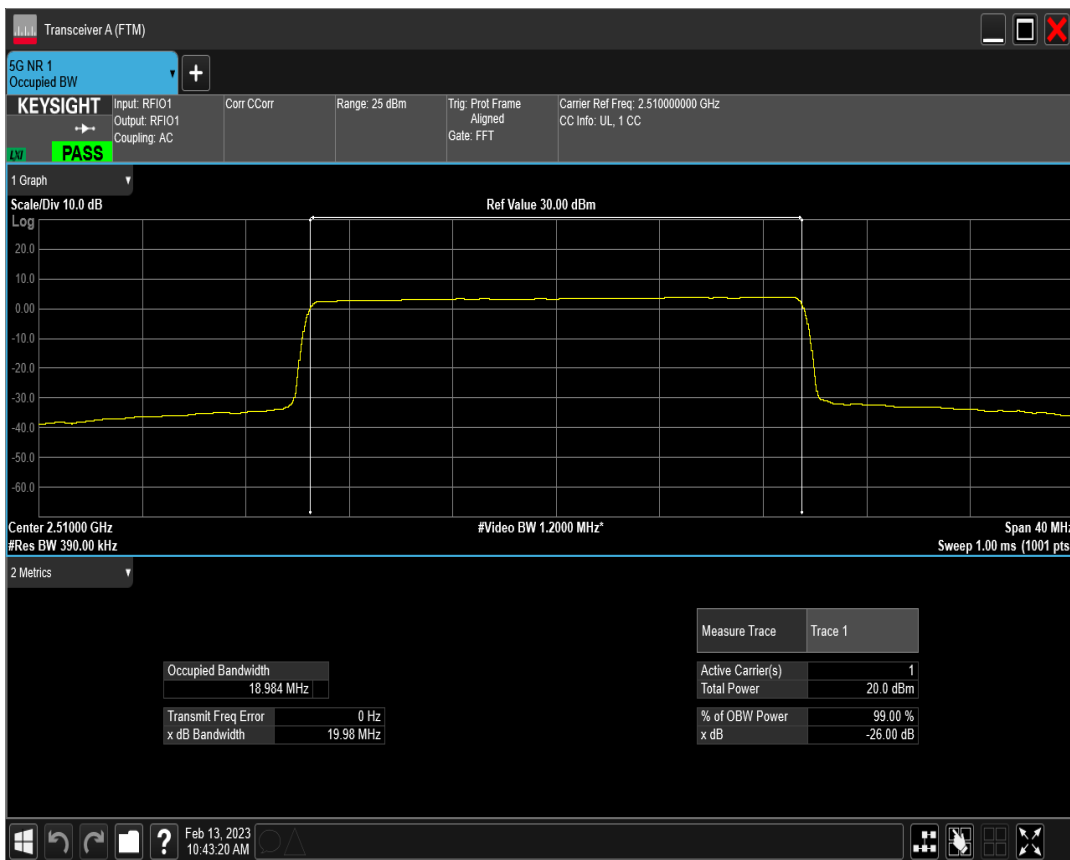 Transceiver A (FTM)
5G NR 1
Occupied BW
+
KEYSIGHT
LXI
PASS
Input: RFIO1
Output: RFIO1
Coupling: AC
Corr CCorr
Range: 25 dBm
Trig: Prot Frame
Aligned
Gate: FFT
Carrier Ref Freq: 2.510000000 GHz
CC Info: UL, 1 CC
1 Graph
Scale/Div 10.0 dB
Ref Value 30.00 dBm
Log
20.0
10.0
0.00
-10.0
-20.0
-30.0
-40.0
-50.0
-60.0
Center 2.51000 GHz
#Video BW 1.2000 MHz*
Span 40 MHz
#Res BW 390.00 kHz
Sweep 1.00 ms (1001 pts
2 Metrics
Measure Trace Trace 1
Occupied Bandwidth
18.984 MHz
Active Carrier(s) 1
Total Power 20.0 dBm
Transmit Freq Error 0 Hz
x dB Bandwidth 19.98 MHz
% of OBW Power 99.00 %
x dB -26.00 dB
?
Feb 13, 2023
10:43:20 AM